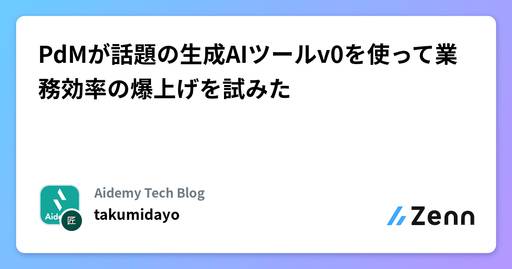 PdMが話題の生成AIツールv0を使って業
務効率の爆上げを試みた
Aidemy Tech Blog
Aide
匠
takumidayo
Zenn